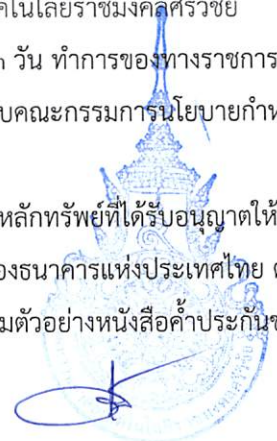 คโนโลยีราชมงคลศรีวิชัย
๓ วัน ทำการของทางราชการ
บคณะกรรมการนโยบายกำห
หลักทรัพย์ที่ได้รับอนุญาตให้
องธนาคารแห่งประเทศไทย ต
มตัวอย่างหนังสือค้ำประกันข